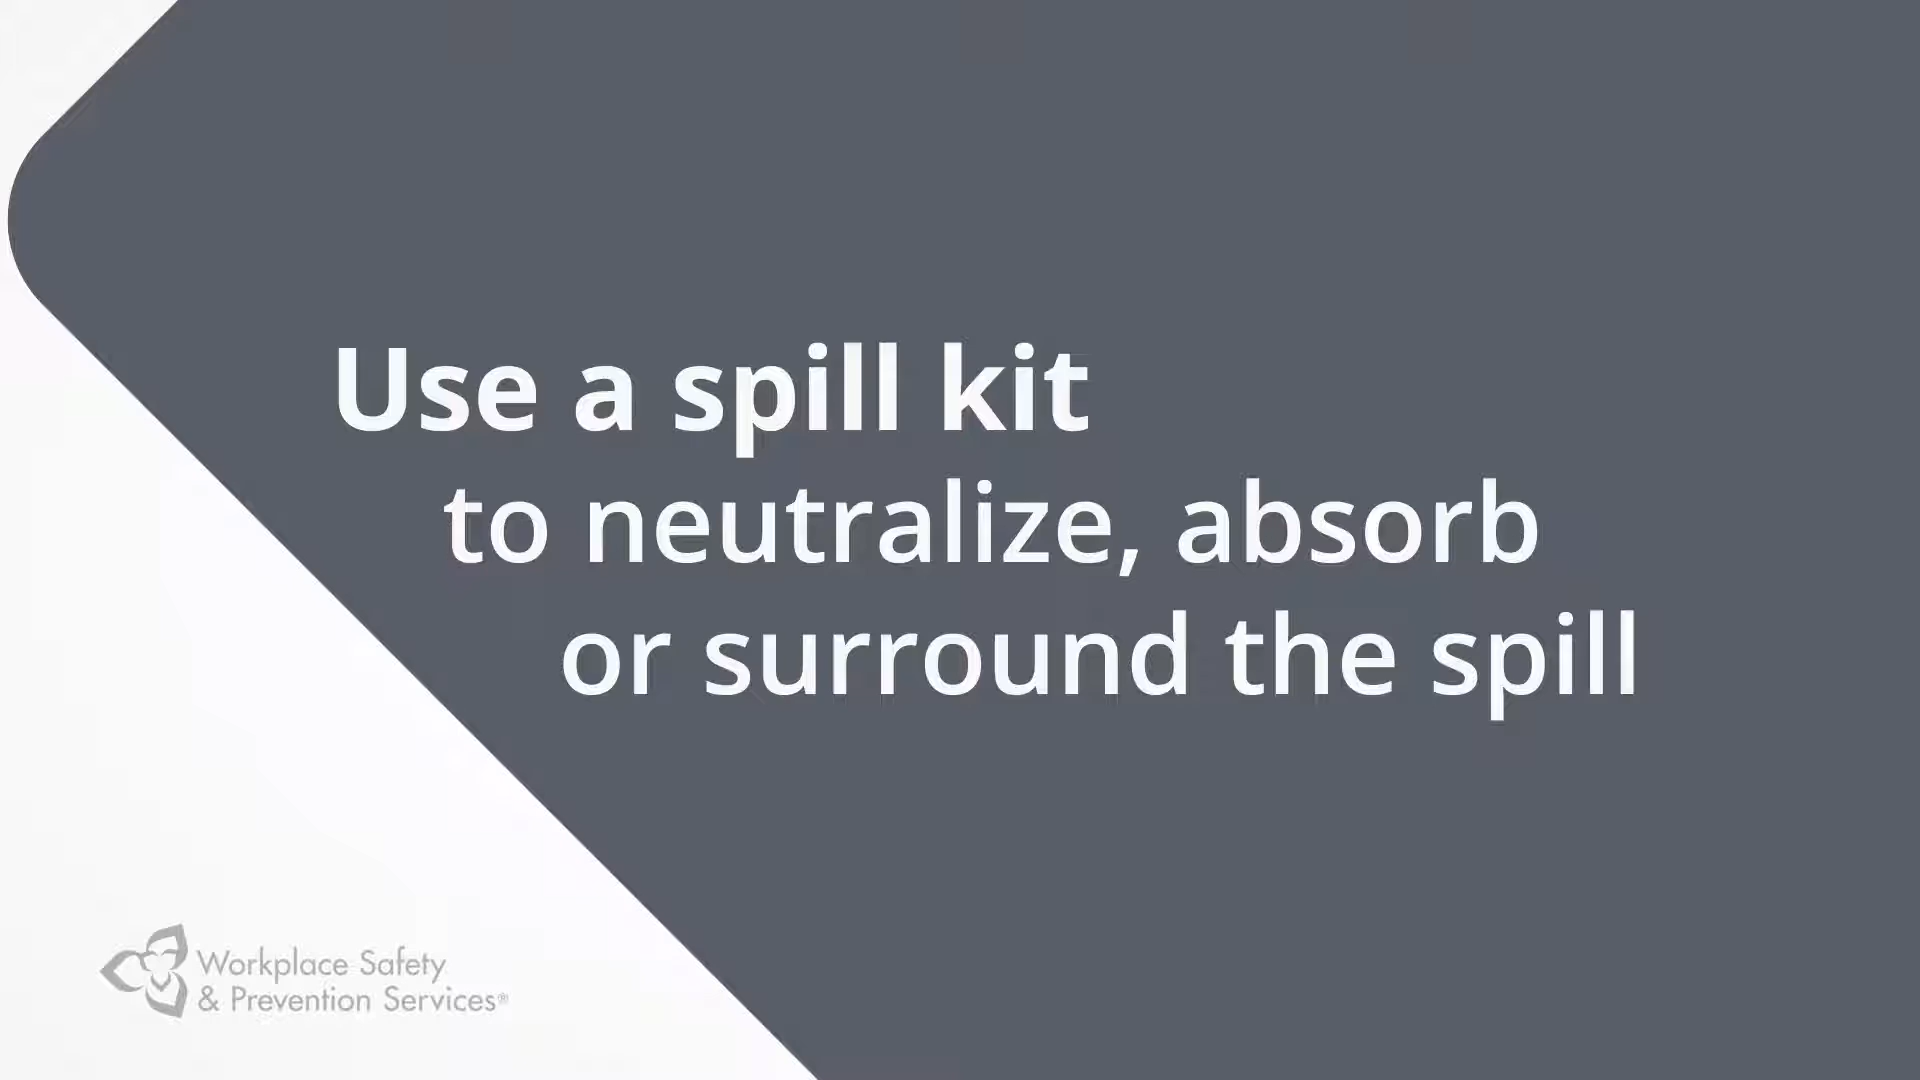 Use a spill kit
to neutralize, absorb
or surround the spill
Workplace Safety
& Prevention Services®